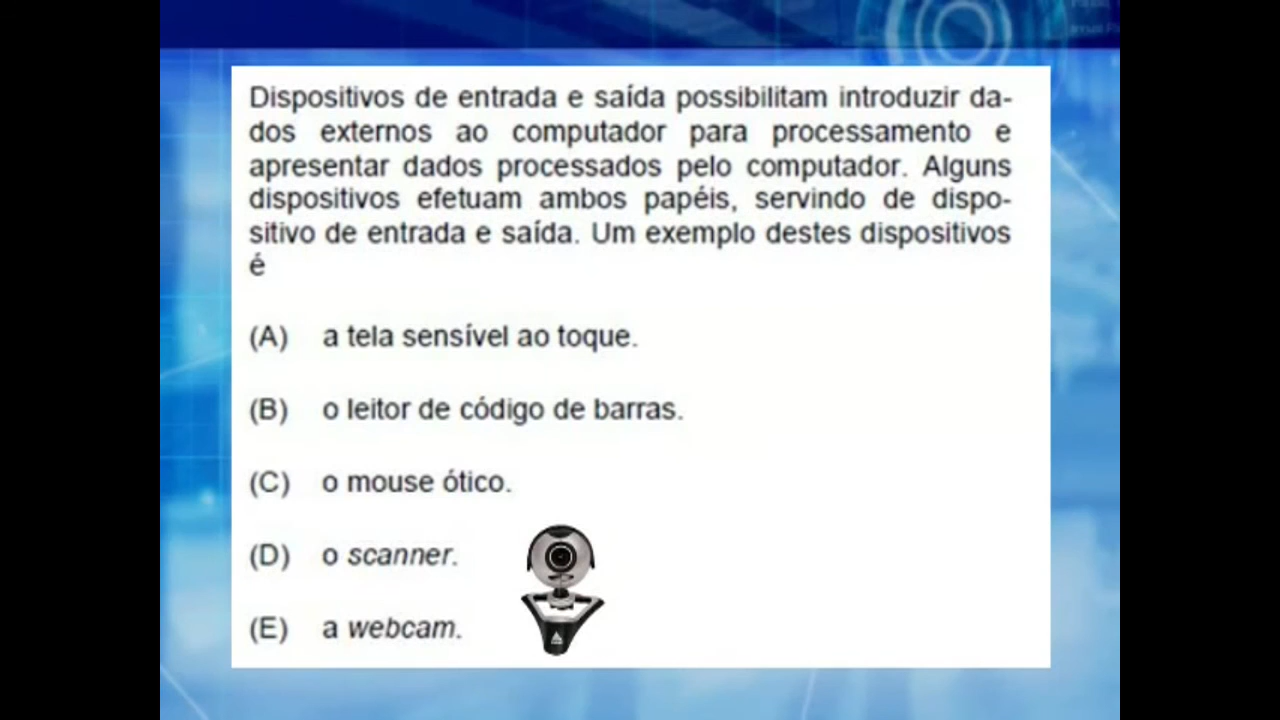 Dispositivos de entrada e saída possibilitam introduzir da-
dos externos ao computador para processamento e
apresentar dados processados pelo computador. Alguns
dispositivos efetuam ambos papéis, servindo de dispo-
sitivo de entrada e saída. Um exemplo destes dispositivos
é
(A) a tela sensível ao toque.
(B) o leitor de código de barras.
(C) o mouse ótico.
(D) o scanner.
(E) a webcam.